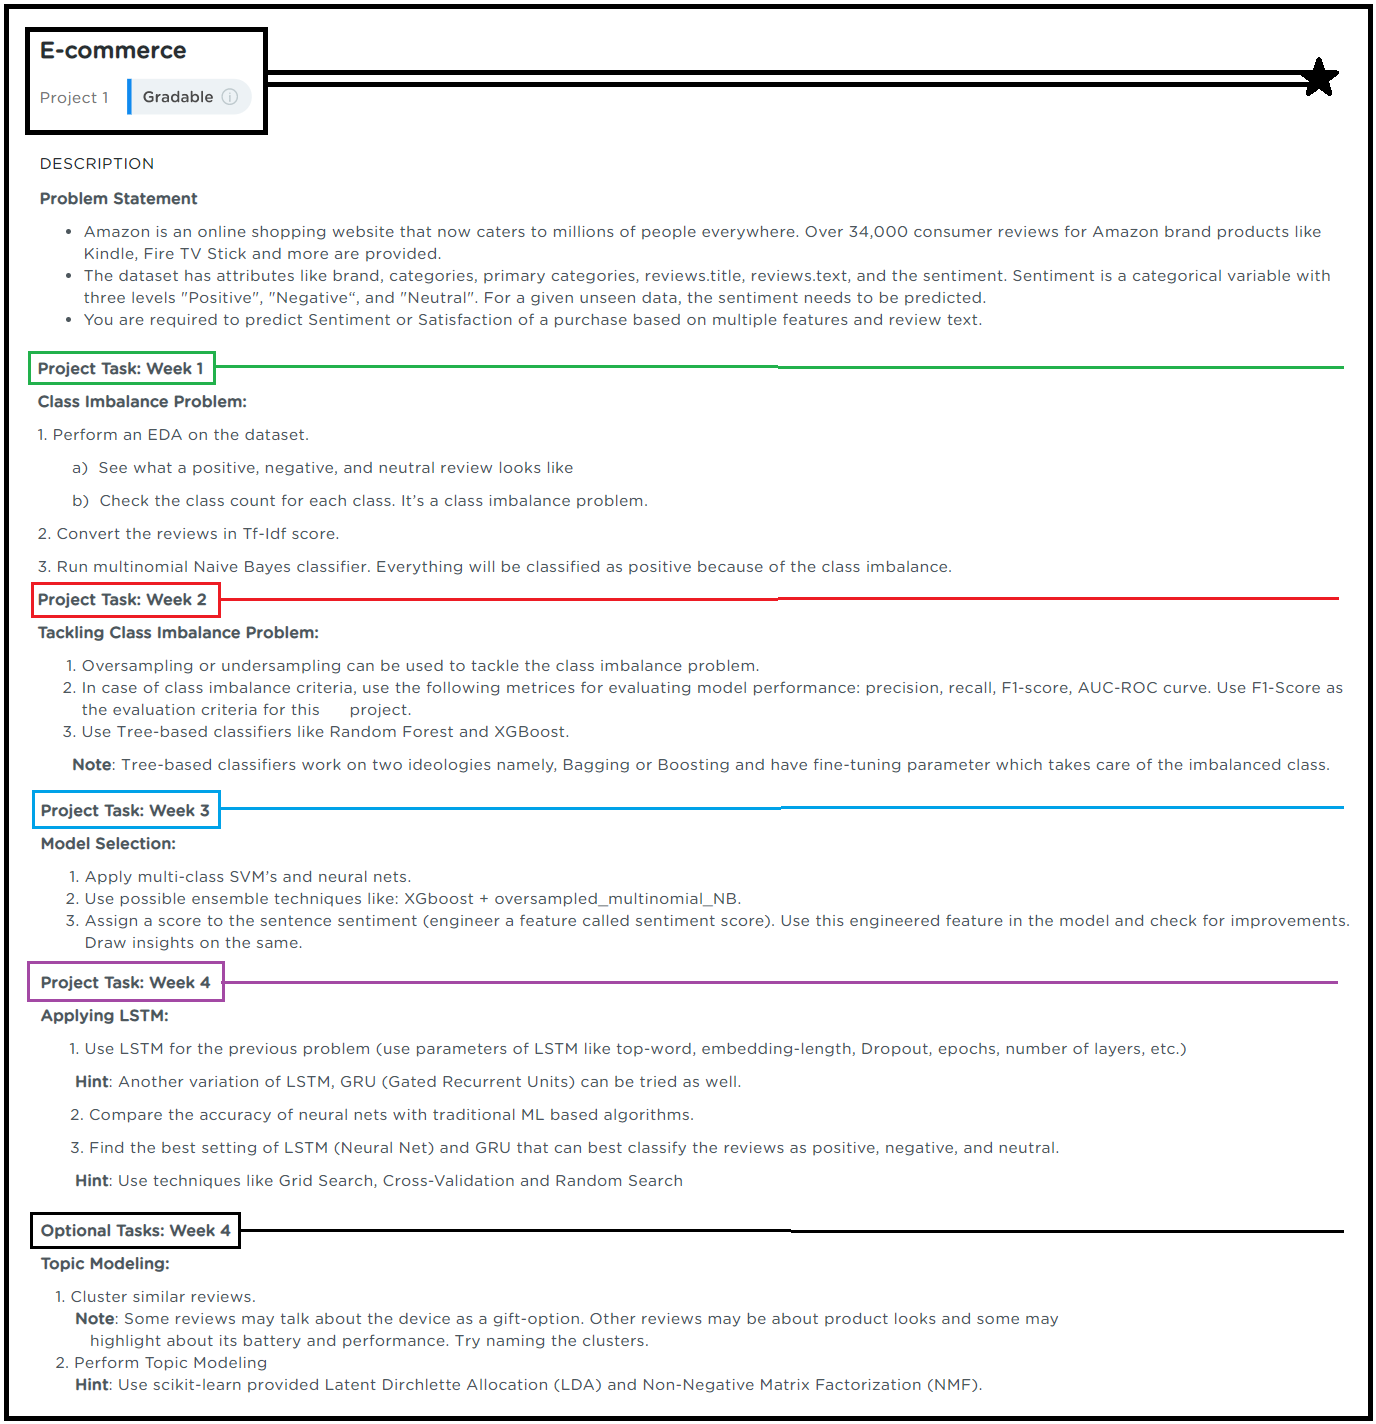 E-commerce
Project 1 Gradable
DESCRIPTION
Problem Statement
• Amazon is an online shopping website that now caters to millions of people everywhere. Over 34,000 consumer reviews for Amazon brand products like
Kindle, Fire TV Stick and more are provided.
• The dataset has attributes like brand, categories, primary categories, reviews.title, reviews.text, and the sentiment. Sentiment is a categorical variable with
three levels "Positive", "Negative“, and "Neutral". For a given unseen data, the sentiment needs to be predicted.
• You are required to predict Sentiment or Satisfaction of a purchase based on multiple features and review text.
Project Task: Week 1
Class Imbalance Problem:
1. Perform an EDA on the dataset.
a) See what a positive, negative, and neutral review looks like
b) Check the class count for each class. It’s a class imbalance problem.
2. Convert the reviews in Tf-Idf score.
3. Run multinomial Naive Bayes classifier. Everything will be classified as positive because of the class imbalance.
Project Task: Week 2
Tackling Class Imbalance Problem:
1. Oversampling or undersampling can be used to tackle the class imbalance problem.
2. In case of class imbalance criteria, use the following metrices for evaluating model performance: precision, recall, F1-score, AUC-ROC curve. Use F1-Score as
the evaluation criteria for this project.
3. Use Tree-based classifiers like Random Forest and XGBoost.
Note: Tree-based classifiers work on two ideologies namely, Bagging or Boosting and have fine-tuning parameter which takes care of the imbalanced class.
Project Task: Week 3
Model Selection:
1. Apply multi-class SVM’s and neural nets.
2. Use possible ensemble techniques like: XGboost + oversampled_multinomial_NB.
3. Assign a score to the sentence sentiment (engineer a feature called sentiment score). Use this engineered feature in the model and check for improvements.
Draw insights on the same.
Project Task: Week 4
Applying LSTM:
1. Use LSTM for the previous problem (use parameters of LSTM like top-word, embedding-length, Dropout, epochs, number of layers, etc.)
Hint: Another variation of LSTM, GRU (Gated Recurrent Units) can be tried as well.
2. Compare the accuracy of neural nets with traditional ML based algorithms.
3. Find the best setting of LSTM (Neural Net) and GRU that can best classify the reviews as positive, negative, and neutral.
Hint: Use techniques like Grid Search, Cross-Validation and Random Search
Optional Tasks: Week 4
Topic Modeling:
1. Cluster similar reviews.
Note: Some reviews may talk about the device as a gift-option. Other reviews may be about product looks and some may
highlight about its battery and performance. Try naming the clusters.
2. Perform Topic Modeling
Hint: Use scikit-learn provided Latent Dirchlette Allocation (LDA) and Non-Negative Matrix Factorization (NMF).